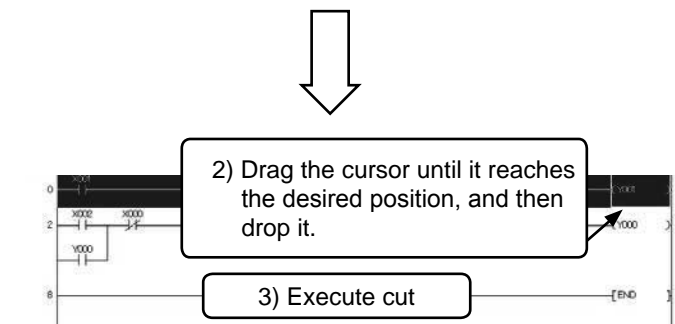 2) Drag the cursor until it reaches
the desired position, and then
drop it.
X001
0 (Y001 )
X002 X000
2 (Y000 )
Y000
8 [END ]
3) Execute cut